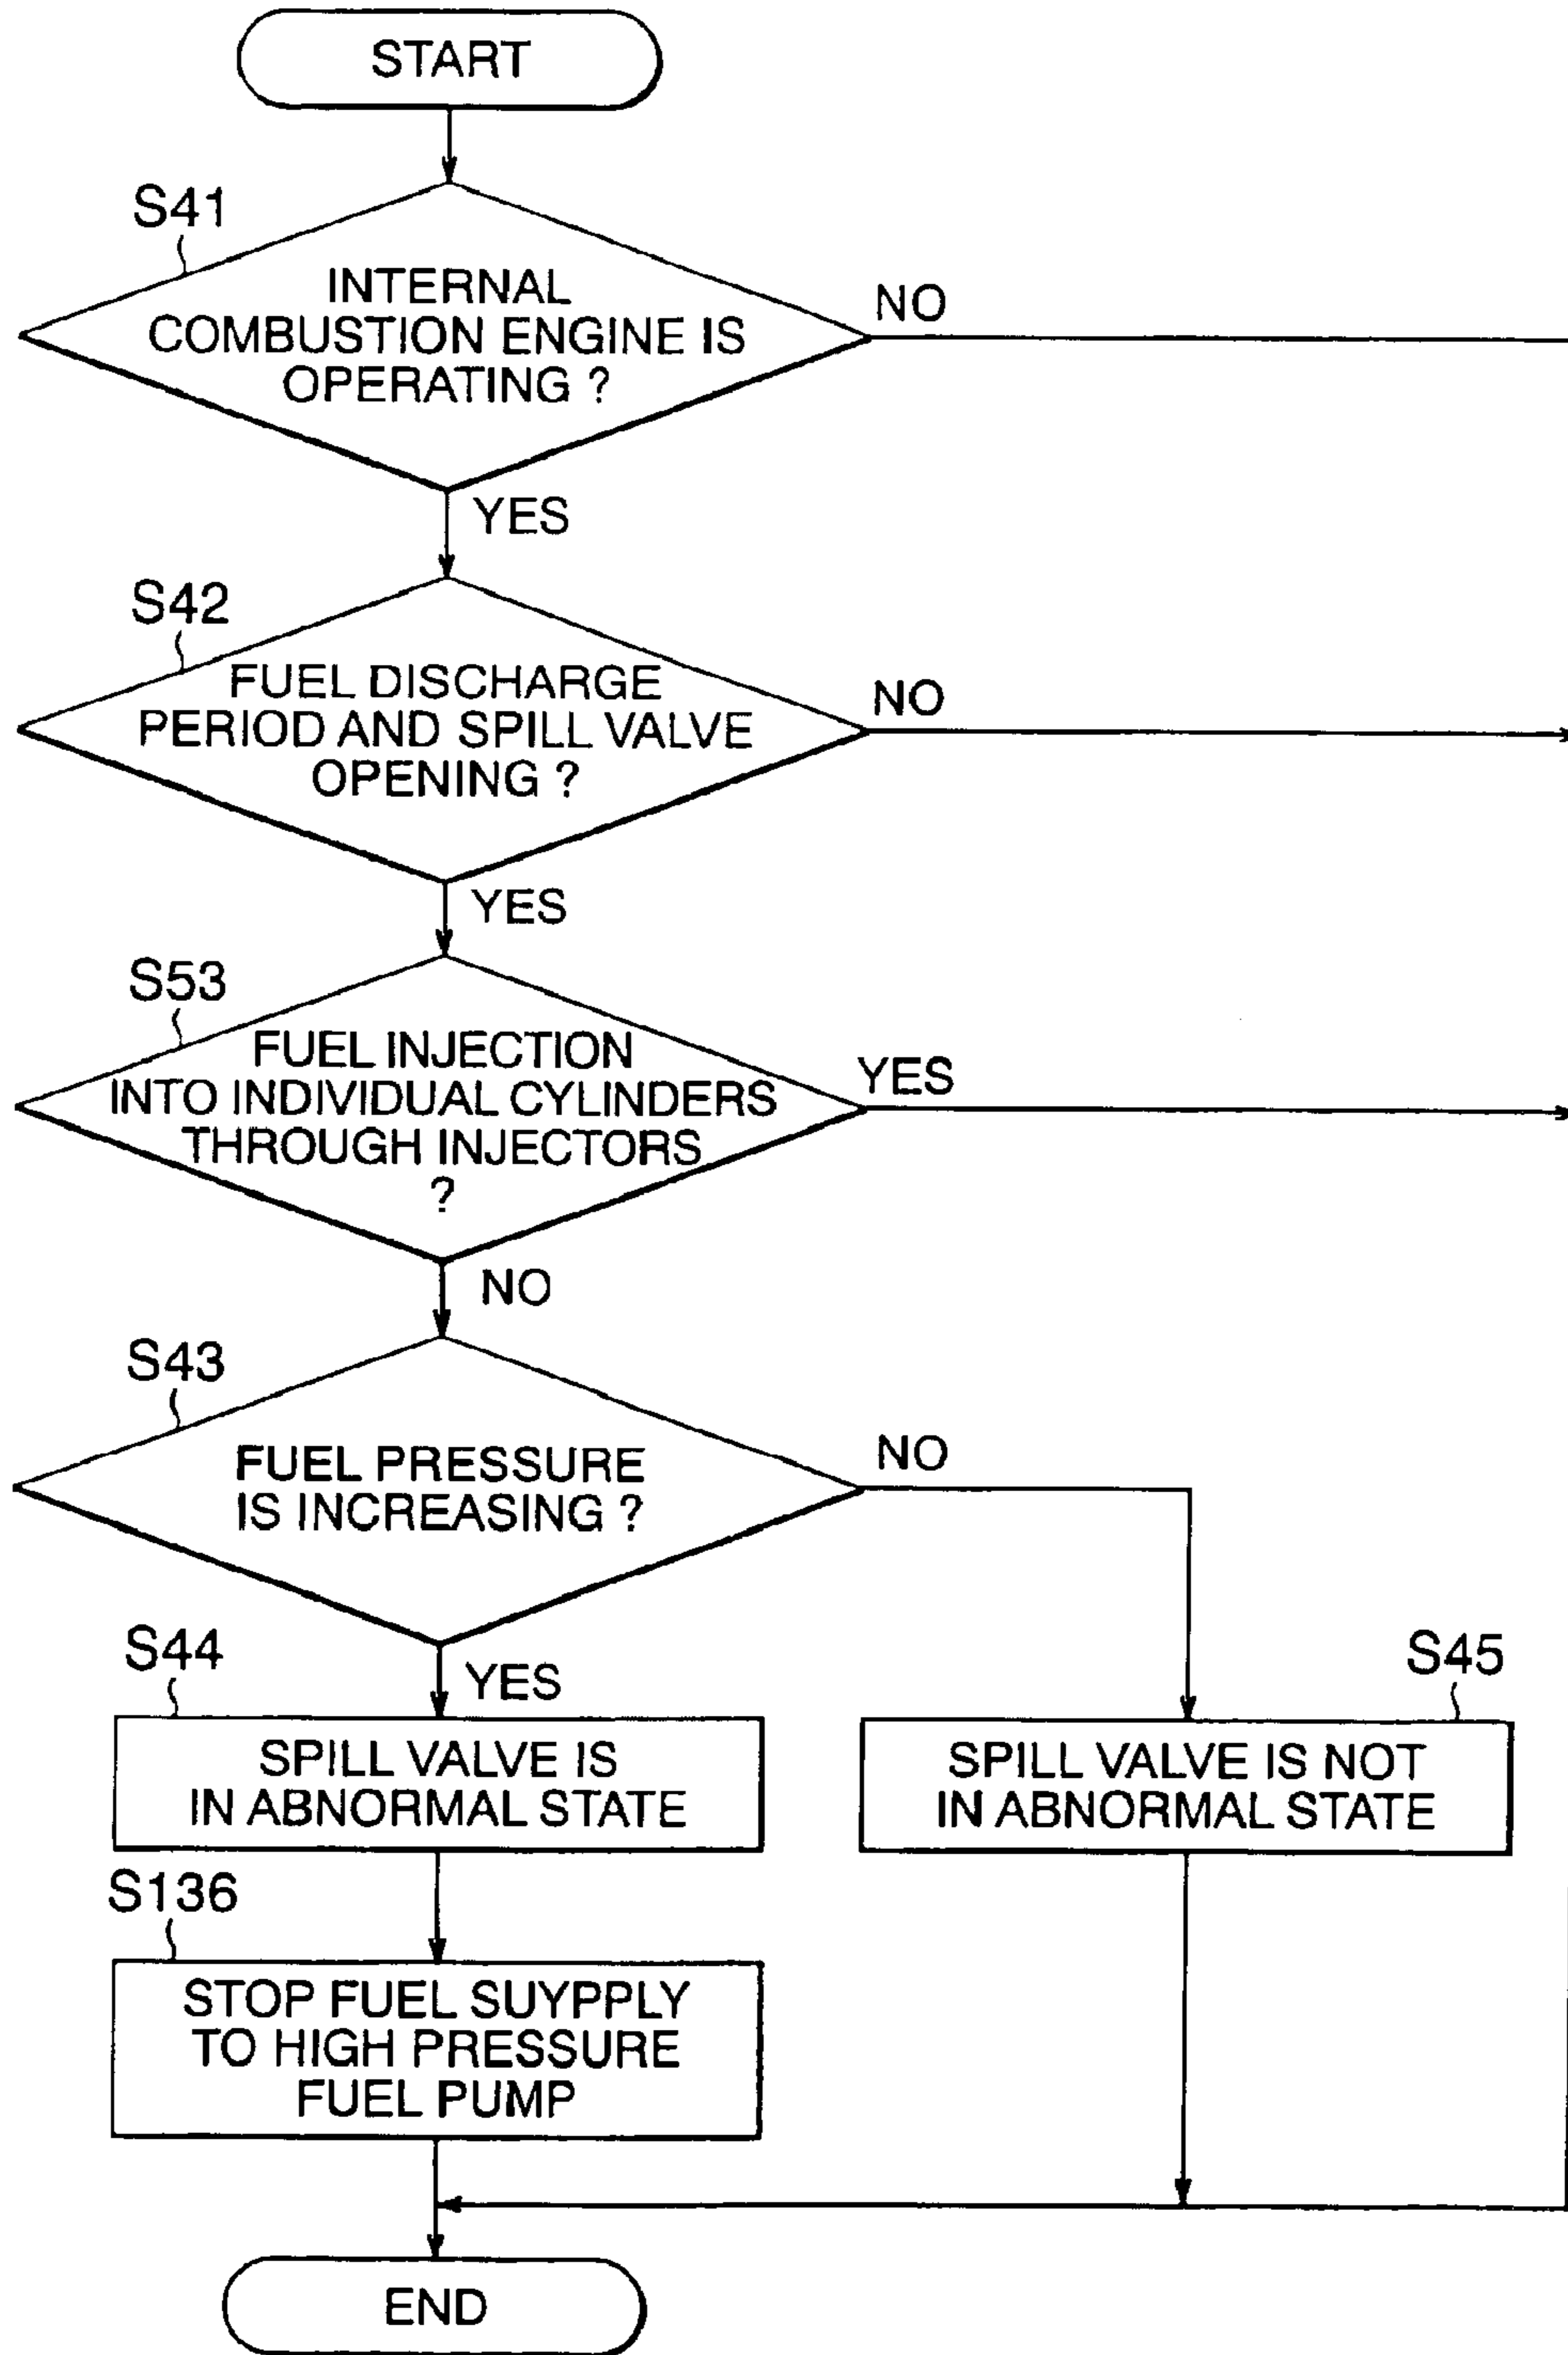 START
S41
INTERNAL
COMBUSTION ENGINE IS
OPERATING ?
NO
YES
S42
FUEL DISCHARGE
PERIOD AND SPILL VALVE
OPENING ?
NO
YES
S53
FUEL INJECTION
INTO INDIVIDUAL CYLINDERS
THROUGH INJECTORS
?
YES
NO
S43
FUEL PRESSURE
IS INCREASING ?
NO
YES
S44
SPILL VALVE IS
IN ABNORMAL STATE
S45
SPILL VALVE IS NOT
IN ABNORMAL STATE
S136
STOP FUEL SUYPPLY
TO HIGH PRESSURE
FUEL PUMP
END